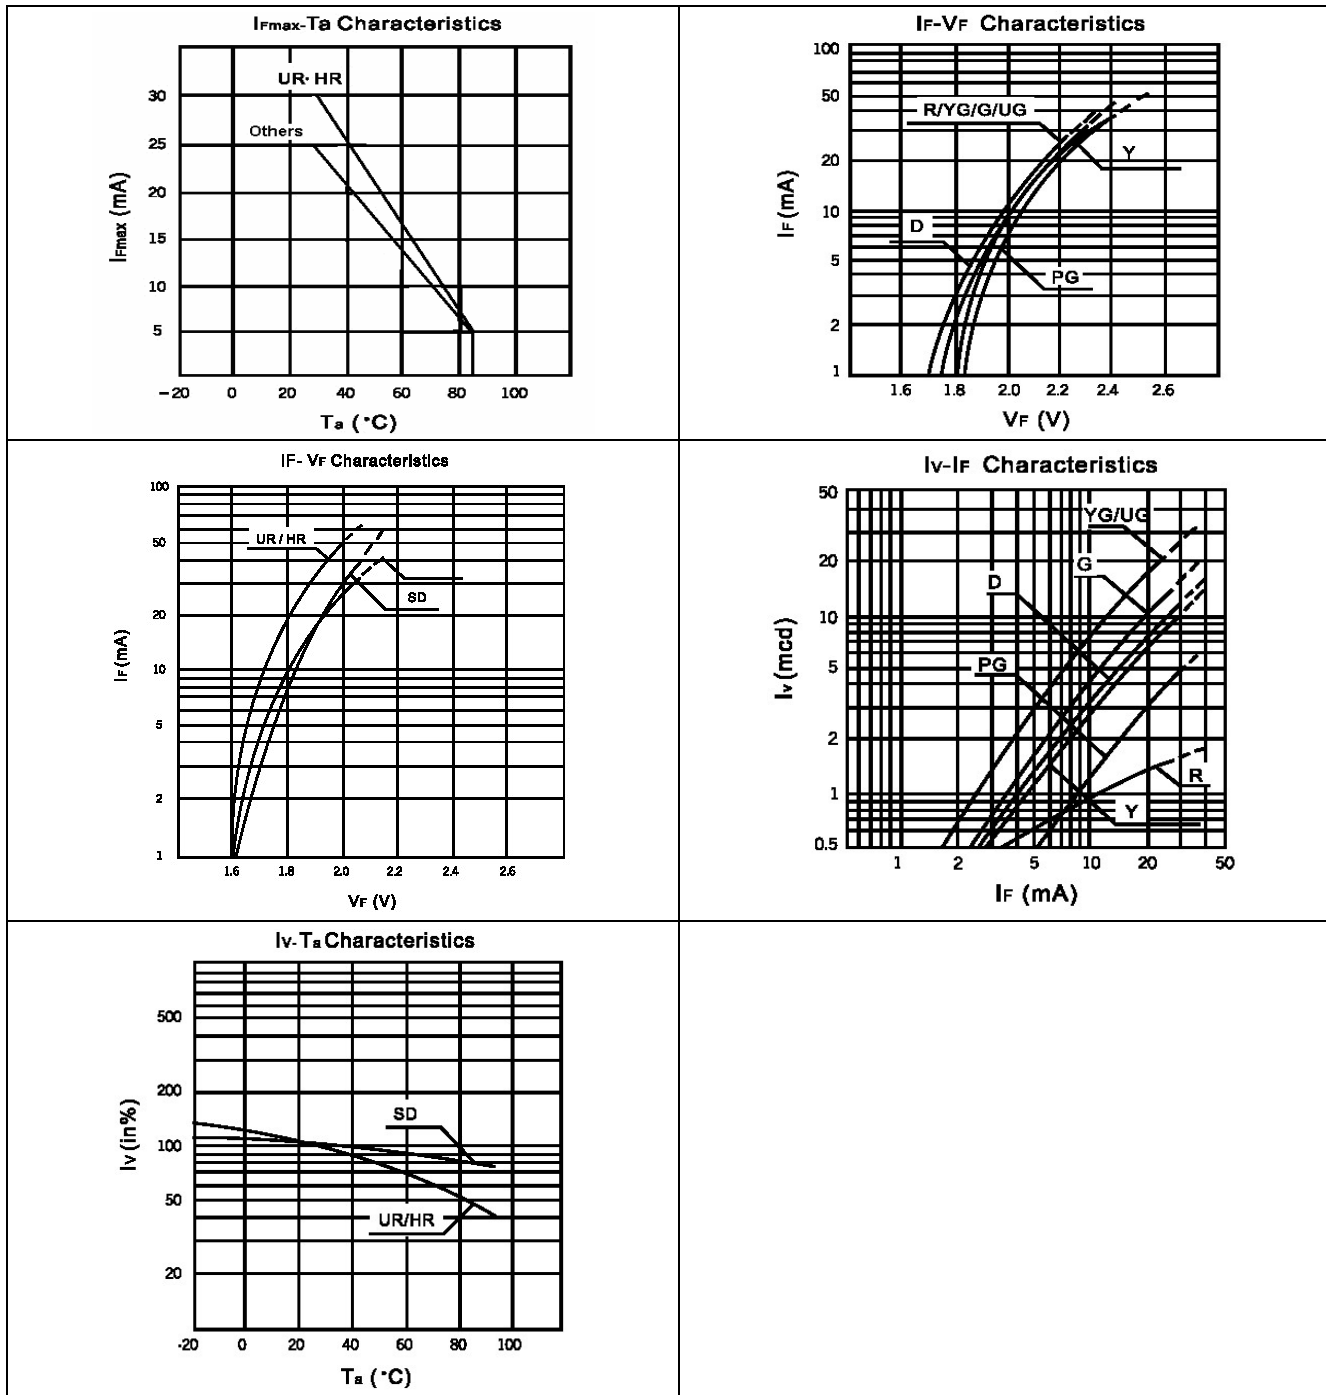 IFmax-Ta Characteristics
UR· HR
Others
30
25
20
15
10
5
IFmax (mA)
-20 0 20 40 60 80 100
Ta (°C)
IF-VF Characteristics
100
50
20
10
5
2
1
R/YG/G/UG
Y
D
PG
IF (mA)
1.6 1.8 2.0 2.2 2.4 2.6
VF (V)
IF- VF Characteristics
100
50
20
10
5
2
1
UR / HR
SD
IF (mA)
1.6 1.8 2.0 2.2 2.4 2.6
VF (V)
Iv-IF Characteristics
50
20
10
5
2
1
0.5
YG/UG
G
D
PG
R
Y
Iv (mcd)
1 2 5 10 20 50
IF (mA)
Iv-Ta Characteristics
500
200
100
50
20
SD
UR/HR
Iv (in%)
-20 0 20 40 60 80 100
Ta (°C)